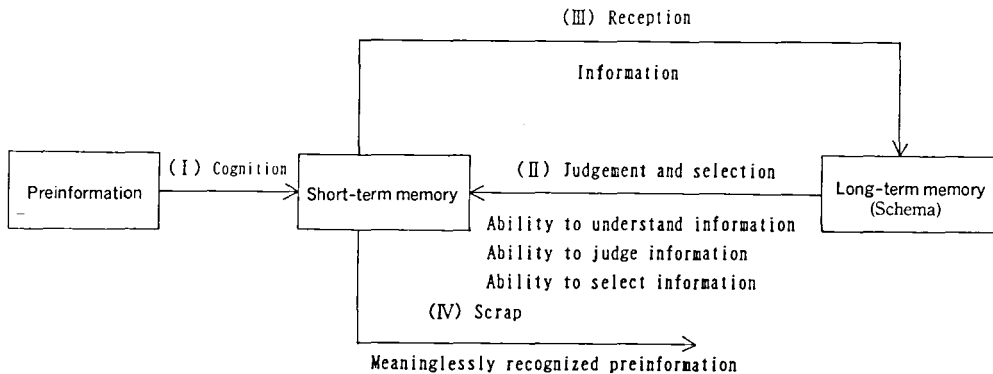 (Ⅲ) Reception
Information
Preinformation
(Ⅰ) Cognition
Short-term memory
(Ⅱ) Judgement and selection
Long-term memory
(Schema)
Ability to understand information
Ability to judge information
Ability to select information
(Ⅳ) Scrap
Meaninglessly recognized preinformation